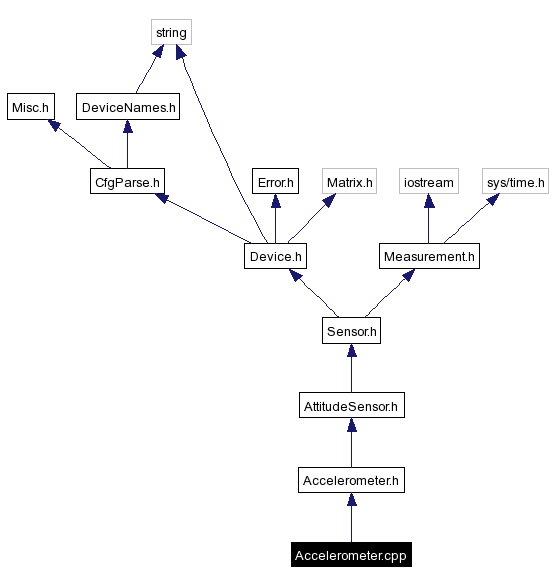 string
Misc.h
DeviceNames.h
CfgParse.h
Error.h
Matrix.h
iostream
sys/time.h
Device.h
Measurement.h
Sensor.h
AttitudeSensor.h
Accelerometer.h
Accelerometer.cpp